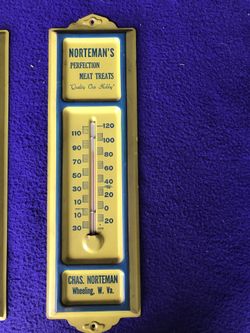 NORTEMAN'S
PERFECTION
MEAT TREATS
"Quality Our Hobby"
120
110
100
90
80
70
60
50
40
30
20
10
0
10
20
30
CHAS. NORTEMAN
Wheeling, W. Va.